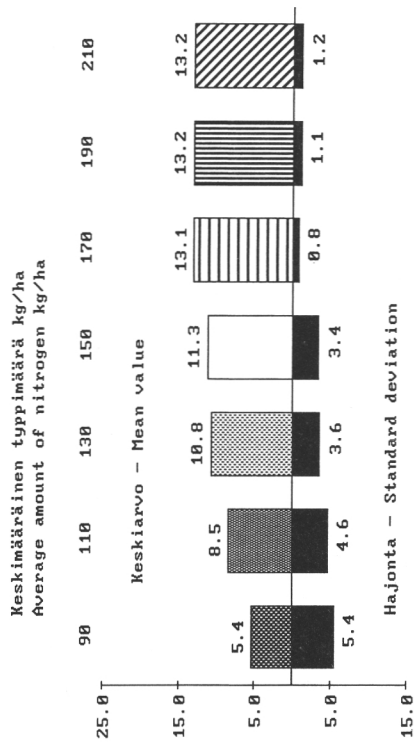 Keskimääräinen typpimäärä kg/ha
Average amount of nitrogen kg/ha
90 110 130 150 170 190 210
Keskiarvo - Mean value
5.4 8.5 10.8 11.3 13.1 13.2 13.2
5.4 4.6 3.6 3.4 0.8 1.1 1.2
Hajonta - Standard deviation
25.0
15.0
5.0
5.0
15.0